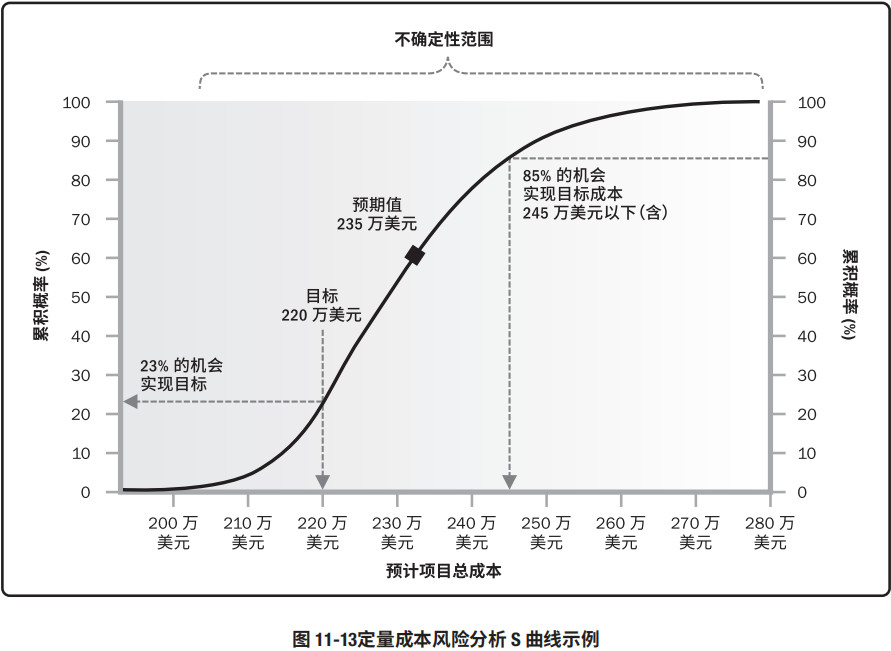 不确定性范围
100
90
80
70
60
50
40
30
20
10
0
累积概率 (%)
100
90
80
70
60
50
40
30
20
10
0
累积概率 (%)
85% 的机会
实现目标成本
245 万美元以下（含）
预期值
235 万美元
目标
220 万美元
23% 的机会
实现目标
200 万
美元
210 万
美元
220 万
美元
230 万
美元
240 万
美元
250 万
美元
260 万
美元
270 万
美元
280 万
美元
预计项目总成本
图 11-13定量成本风险分析 S 曲线示例